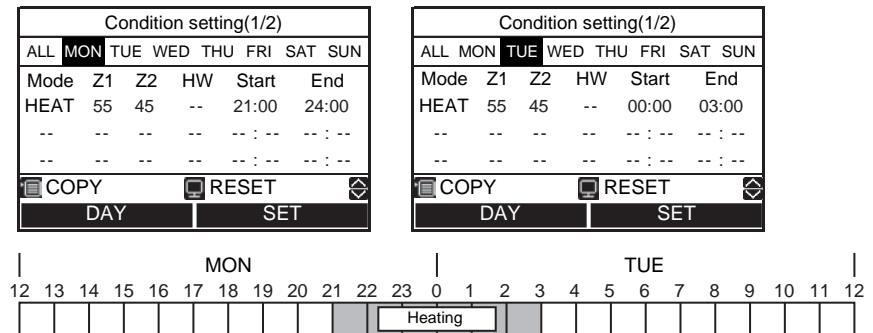 Condition setting(1/2)
ALL MON TUE WED THU FRI SAT SUN
Mode Z1 Z2 HW Start End
HEAT 55 45 -- 21:00 24:00
-- -- -- -- : -- -- : --
-- -- -- -- : -- -- : --
COPY RESET
DAY SET
Condition setting(1/2)
ALL MON TUE WED THU FRI SAT SUN
Mode Z1 Z2 HW Start End
HEAT 55 45 -- 00:00 03:00
-- -- -- -- : -- -- : --
-- -- -- -- : -- -- : --
COPY RESET
DAY SET
MON TUE
12 13 14 15 16 17 18 19 20 21 22 23 0 1 2 3 4 5 6 7 8 9 10 11 12
Heating